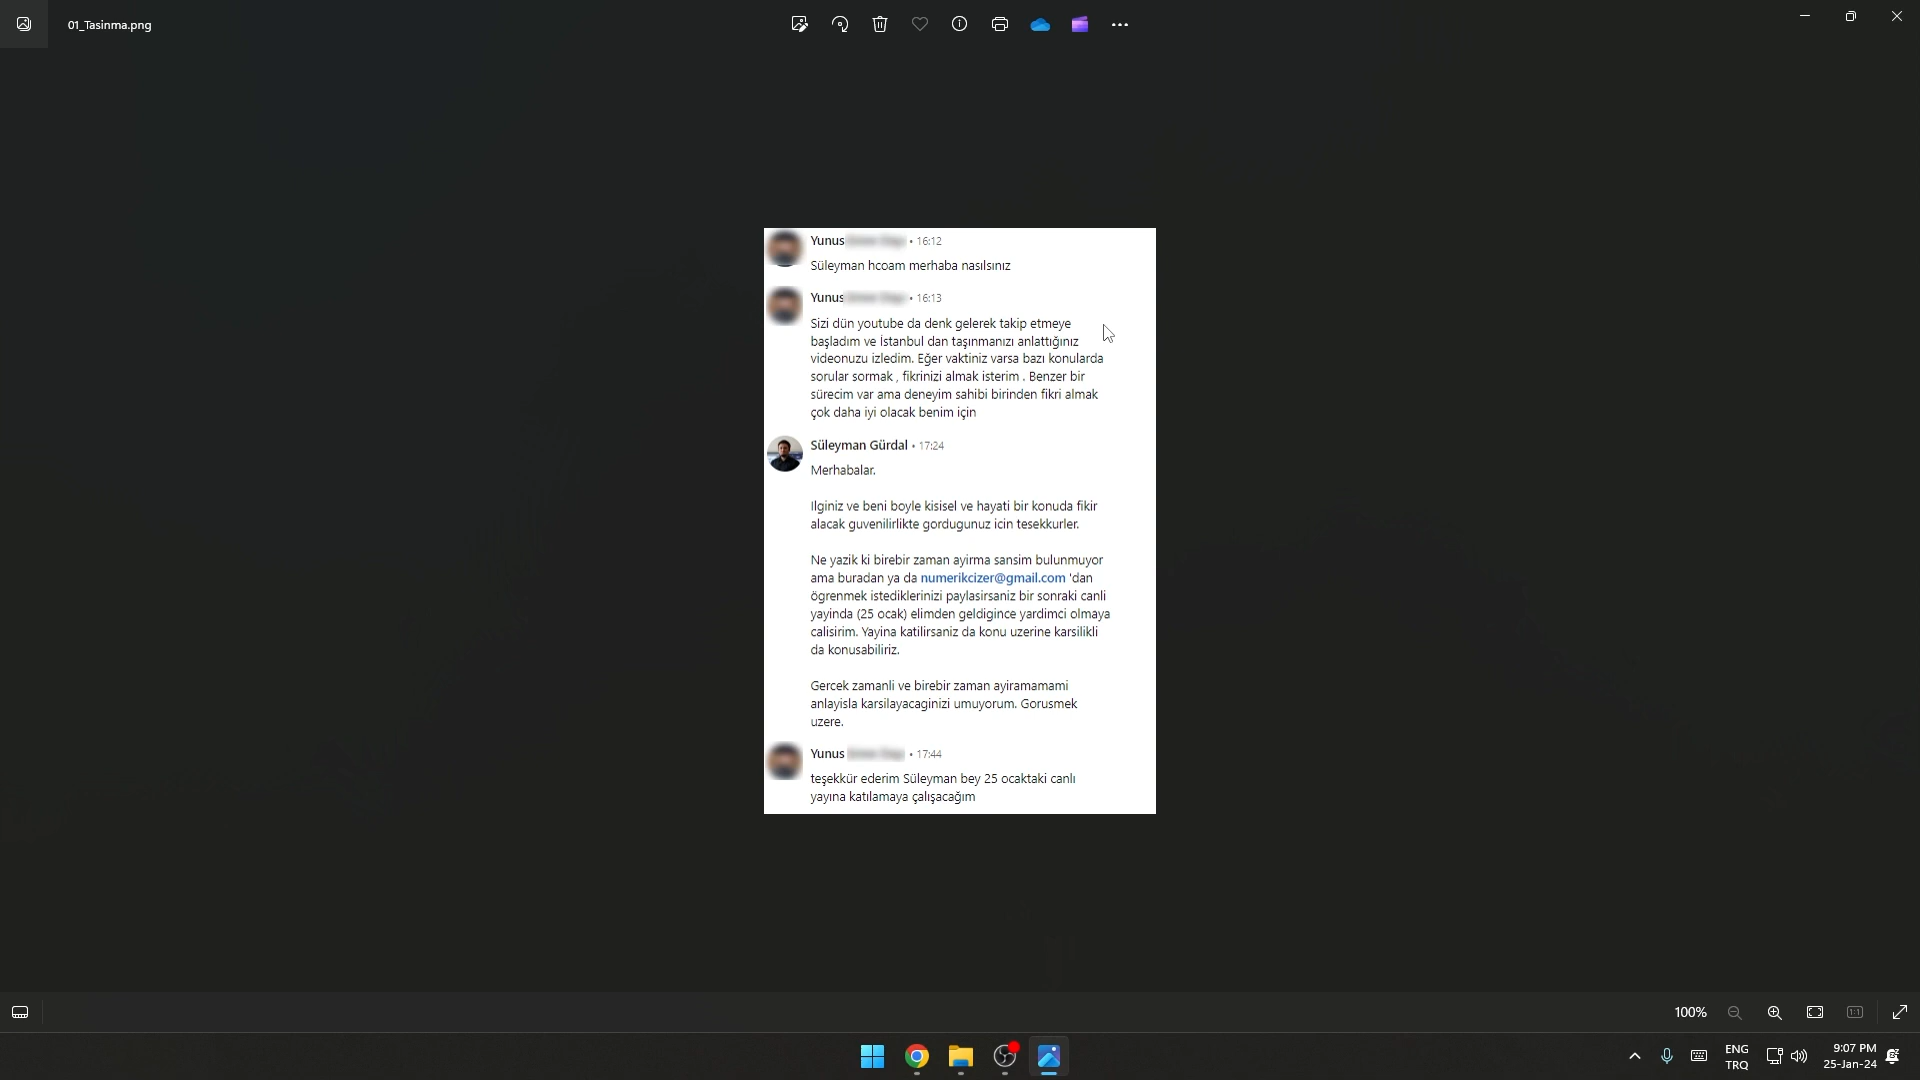 01_Tasinma.png
Yunus • 16:12
Süleyman hcoam merhaba nasılsınız
Yunus • 16:13
Sizi dün youtube da denk gelerek takip etmeye
başladım ve İstanbul dan taşınmanızı anlattığınız
videonuzu izledim. Eğer vaktiniz varsa bazı konularda
sorular sormak , fikrinizi almak isterim . Benzer bir
sürecim var ama deneyim sahibi birinden fikri almak
çok daha iyi olacak benim için
Süleyman Gürdal • 17:24
Merhabalar.
Ilginiz ve beni boyle kisisel ve hayati bir konuda fikir
alacak guvenilirlikte gordugunuz icin tesekkurler.
Ne yazik ki birebir zaman ayirma sansim bulunmuyor
ama buradan ya da numerikcizer@gmail.com 'dan
ögrenmek istediklerinizi paylasirsaniz bir sonraki canli
yayinda (25 ocak) elimden geldigince yardimci olmaya
calisirim. Yayina katilirsaniz da konu uzerine karsilikli
da konusabiliriz.
Gercek zamanli ve birebir zaman ayiramamami
anlayisla karsilayacaginizi umuyorum. Gorusmek
uzere.
Yunus • 17:44
teşekkür ederim Süleyman bey 25 ocaktaki canlı
yayına katılamaya çalışacağım
100%
1:1
ENG
TRQ
9:07 PM
25-Jan-24